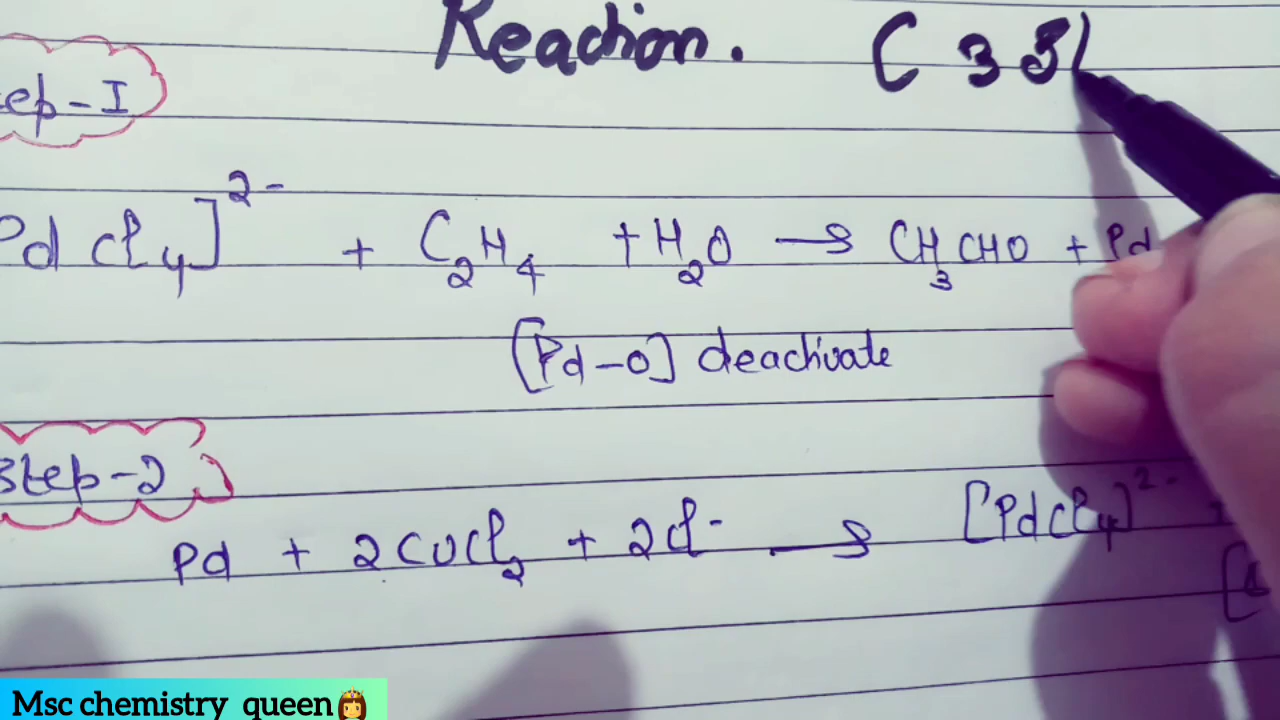 Reaction. ( 3 St
ep-I
Pd Cl4]2- + C2H4 + H2O → CH3CHO + Pd
[Pd-O] deactivate
Step-2
Pd + 2CuCl2 + 2Cl- → [PdCl4]2-
Msc chemistry queen👸